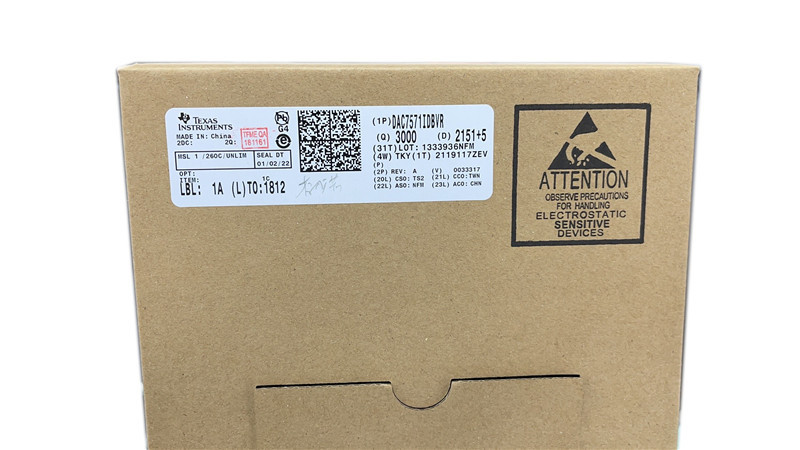 TEXAS
INSTRUMENTS
MADE IN: China
2DC: 2Q:
TFME QA
181161
Pb
G4
e
MSL 1 /260C/UNLIM
SEAL DT
01/02/22
OPT:
ITEM:
1C
LBL: 1A (L)TO:1812
(1P)DAC7571IDBVR
(Q) 3000 (D) 2151+5
(31T)LOT: 1333936NFM
(4W) TKY(1T) 2119117ZEV
(P)
(2P) REV: A (V) 0033317
(20L) CSO: TS2 (21L) CCO:TWN
(22L) ASO: NFM (23L) ACO: CHN
ATTENTION
OBSERVE PRECAUTIONS
FOR HANDLING
ELECTROSTATIC
SENSITIVE
DEVICES